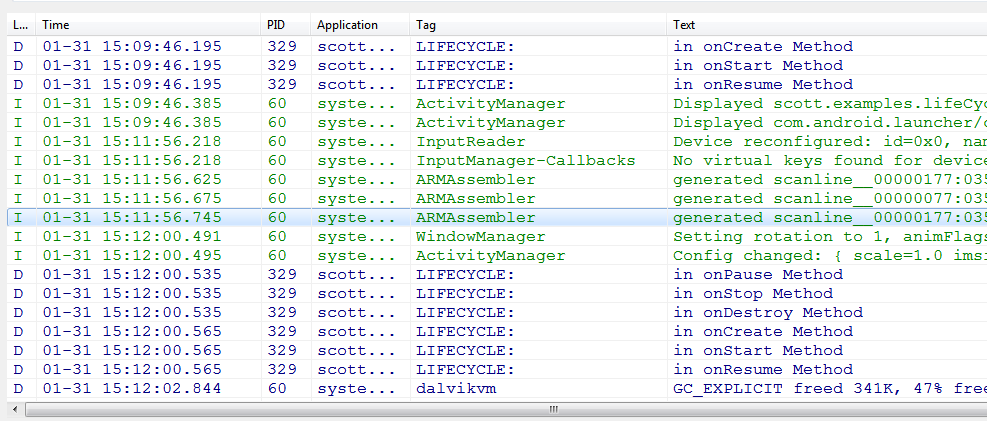 L... Time PID Application Tag Text
D 01-31 15:09:46.195 329 scott... LIFECYCLE: in onCreate Method
D 01-31 15:09:46.195 329 scott... LIFECYCLE: in onStart Method
D 01-31 15:09:46.195 329 scott... LIFECYCLE: in onResume Method
I 01-31 15:09:46.385 60 syste... ActivityManager Displayed scott.examples.lifeCyc
I 01-31 15:09:46.385 60 syste... ActivityManager Displayed com.android.launcher/c
I 01-31 15:11:56.218 60 syste... InputReader Device reconfigured: id=0x0, nam
I 01-31 15:11:56.218 60 syste... InputManager-Callbacks No virtual keys found for device
I 01-31 15:11:56.625 60 syste... ARMAssembler generated scanline__00000177:035
I 01-31 15:11:56.675 60 syste... ARMAssembler generated scanline__00000077:035
I 01-31 15:11:56.745 60 syste... ARMAssembler generated scanline__00000177:035
I 01-31 15:12:00.491 60 syste... WindowManager Setting rotation to 1, animFlags
I 01-31 15:12:00.495 60 syste... ActivityManager Config changed: { scale=1.0 imsi
D 01-31 15:12:00.535 329 scott... LIFECYCLE: in onPause Method
D 01-31 15:12:00.535 329 scott... LIFECYCLE: in onStop Method
D 01-31 15:12:00.535 329 scott... LIFECYCLE: in onDestroy Method
D 01-31 15:12:00.565 329 scott... LIFECYCLE: in onCreate Method
D 01-31 15:12:00.565 329 scott... LIFECYCLE: in onStart Method
D 01-31 15:12:00.565 329 scott... LIFECYCLE: in onResume Method
D 01-31 15:12:02.844 60 syste... dalvikvm GC_EXPLICIT freed 341K, 47% free